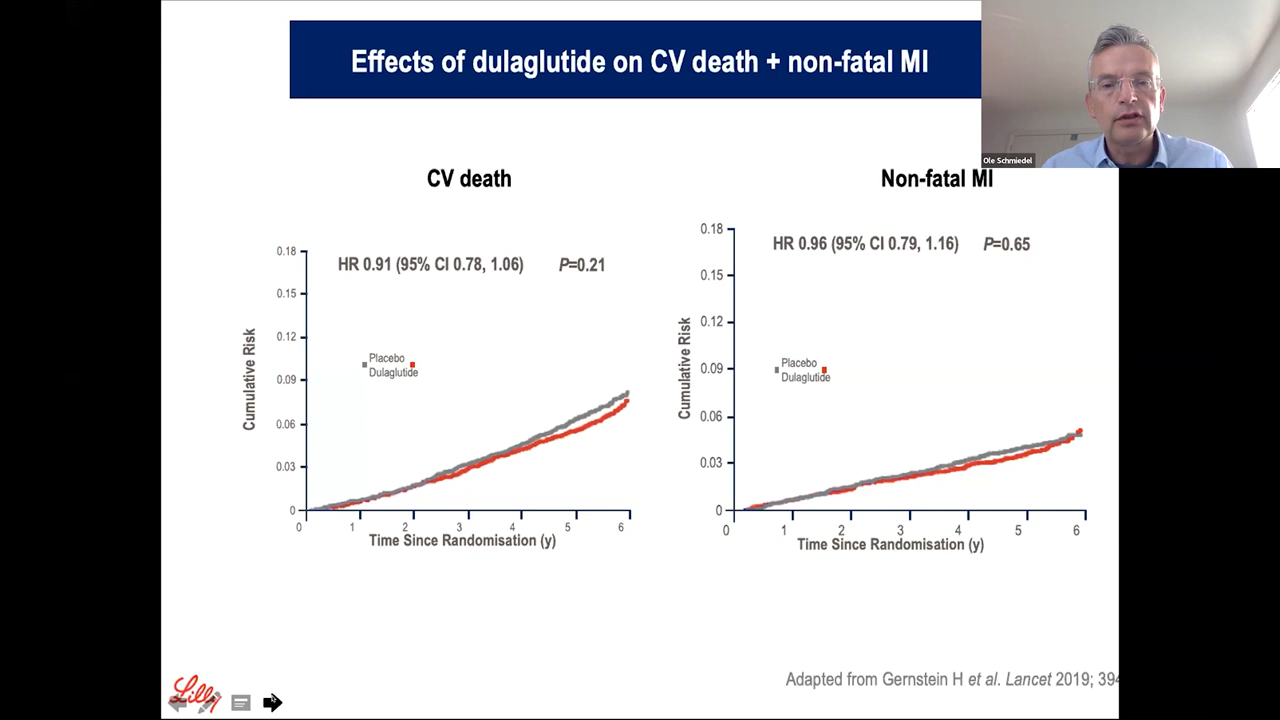 Effects of dulaglutide on CV death + non-fatal MI
Ole Schmiedel
CV death
HR 0.91 (95% CI 0.78, 1.06) P=0.21
0.18
0.15
0.12
0.09
0.06
0.03
0
Cumulative Risk
Placebo
Dulaglutide
0 1 2 3 4 5 6
Time Since Randomisation (y)
Non-fatal MI
HR 0.96 (95% CI 0.79, 1.16) P=0.65
0.18
0.15
0.12
0.09
0.06
0.03
0
Cumulative Risk
Placebo
Dulaglutide
0 1 2 3 4 5 6
Time Since Randomisation (y)
Lilly
Adapted from Gernstein H et al. Lancet 2019; 394